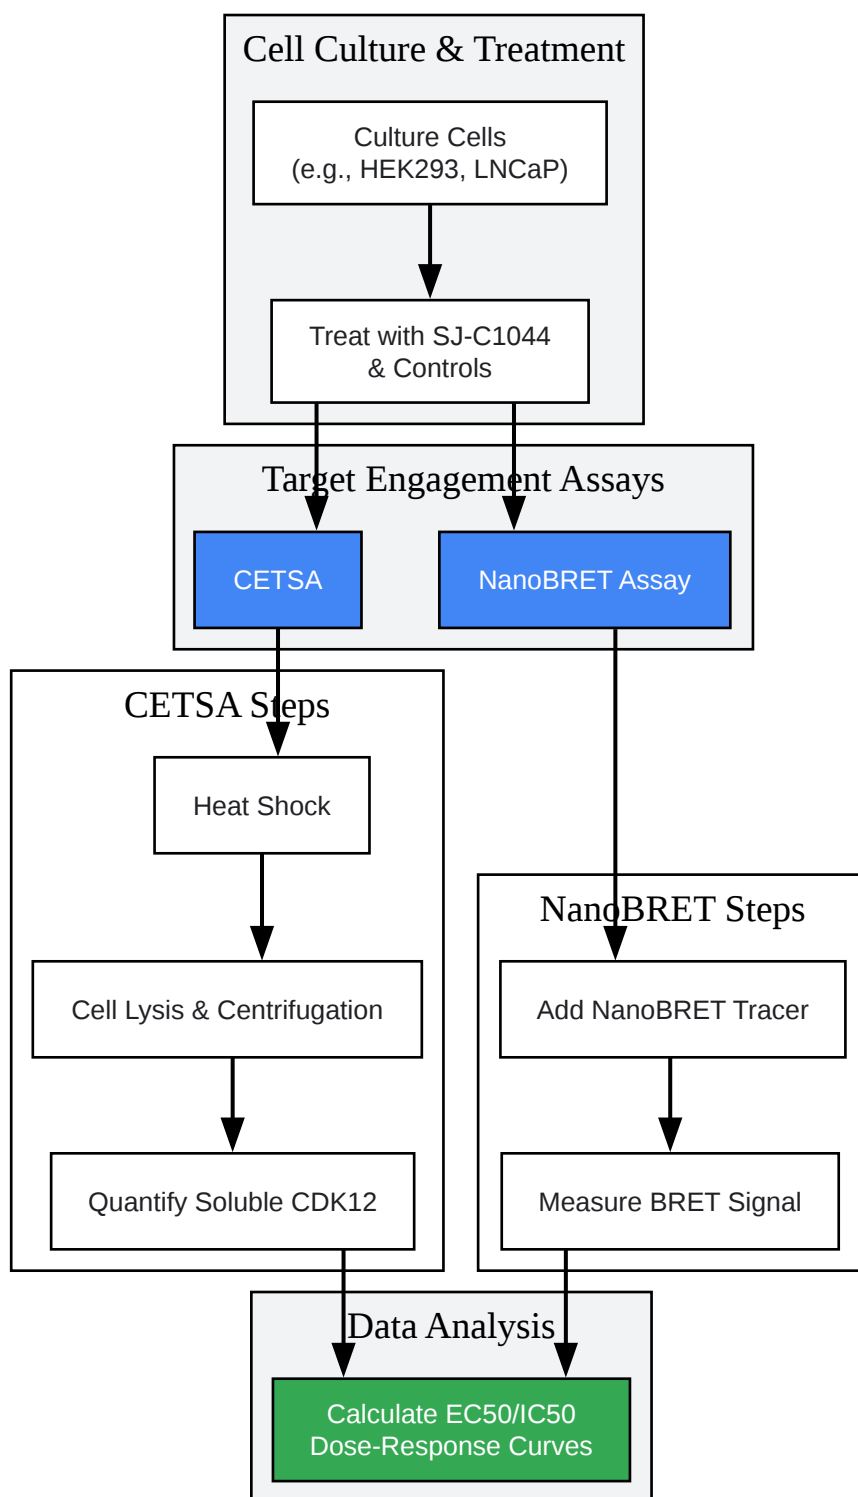 Cell Culture & Treatment
Culture Cells
(e.g., HEK293, LNCaP)
Treat with SJ-C1044
& Controls
Target Engagement Assays
CETSA
NanoBRET Assay
CETSA Steps
Heat Shock
Cell Lysis & Centrifugation
Quantify Soluble CDK12
NanoBRET Steps
Add NanoBRET Tracer
Measure BRET Signal
Data Analysis
Calculate EC50/IC50
Dose-Response Curves